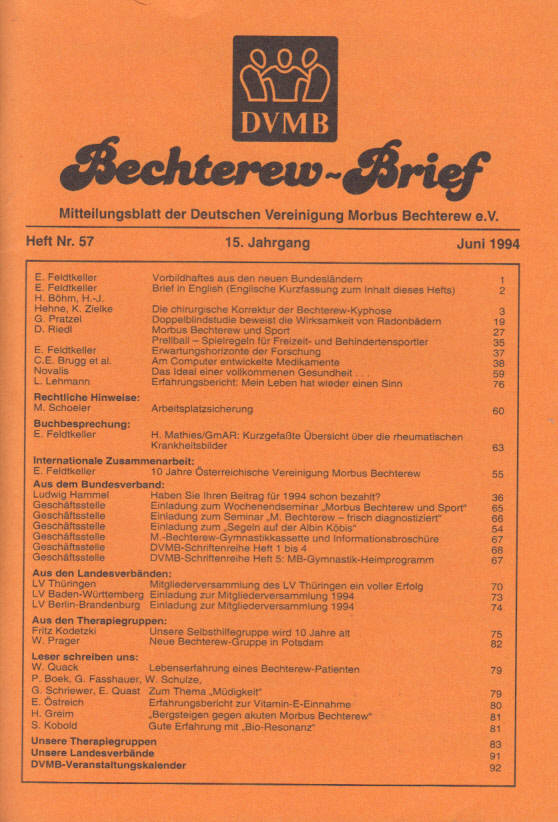 DVMB
Bechterew~Brief
Mitteilungsblatt der Deutschen Vereinigung Morbus Bechterew e.V.
Heft Nr. 57 15. Jahrgang Juni 1994
E. Feldtkeller Vorbildhaftes aus den neuen Bundesländern 1
E. Feldtkeller Brief in English (Englische Kurzfassung zum Inhalt dieses Hefts) 2
H. Böhm, H.-J.
Hehne, K. Zielke Die chirurgische Korrektur der Bechterew-Kyphose 3
G. Pratzel Doppelblindstudie beweist die Wirksamkeit von Radonbädern 19
D. Riedl Morbus Bechterew und Sport 27
Prellball – Spielregeln für Freizeit- und Behindertensportler 35
E. Feldtkeller Erwartungshorizonte der Forschung 37
C.E. Brugg et al. Am Computer entwickelte Medikamente 38
Novalis Das Ideal einer vollkommenen Gesundheit . . . 59
L. Lehmann Erfahrungsbericht: Mein Leben hat wieder einen Sinn 76
Rechtliche Hinweise:
M. Schoeler Arbeitsplatzsicherung 60
Buchbesprechung:
E. Feldtkeller H. Mathies/GmAR: Kurzgefaßte Übersicht über die rheumatischen
Krankheitsbilder 63
Internationale Zusammenarbeit:
E. Feldtkeller 10 Jahre Österreichische Vereinigung Morbus Bechterew 55
Aus dem Bundesverband:
Ludwig Hammel Haben Sie Ihren Beitrag für 1994 schon bezahlt? 36
Geschäftsstelle Einladung zum Wochenendseminar „Morbus Bechterew und Sport" 65
Geschäftsstelle Einladung zum Seminar „M. Bechterew – frisch diagnostiziert" 66
Geschäftsstelle Einladung zum „Segeln auf der Albin Köbis" 54
Geschäftsstelle M.-Bechterew-Gymnastikkassette und Informationsbroschüre 67
Geschäftsstelle DVMB-Schriftenreihe Heft 1 bis 4 68
Geschäftsstelle DVMB-Schriftenreihe Heft 5: MB-Gymnastik-Heimprogramm 67
Aus den Landesverbänden:
LV Thüringen Mitgliederversammlung des LV Thüringen ein voller Erfolg 70
LV Baden-Württemberg Einladung zur Mitgliederversammlung 1994 73
LV Berlin-Brandenburg Einladung zur Mitgliederversammlung 1994 74
Aus den Therapiegruppen:
Fritz Kodetzki Unsere Selbsthilfegruppe wird 10 Jahre alt 75
W. Prager Neue Bechterew-Gruppe in Potsdam 82
Leser schreiben uns:
W. Quack Lebenserfahrung eines Bechterew-Patienten 79
P. Boek, G. Fasshauer, W. Schulze,
G. Schriewer, E. Quast Zum Thema „Müdigkeit" 79
E. Östreich Erfahrungsbericht zur Vitamin-E-Einnahme 80
H. Greim „Bergsteigen gegen akuten Morbus Bechterew" 81
S. Kobold Gute Erfahrung mit „Bio-Resonanz" 81
Unsere Therapiegruppen 83
Unsere Landesverbände 91
DVMB-Veranstaltungskalender 92